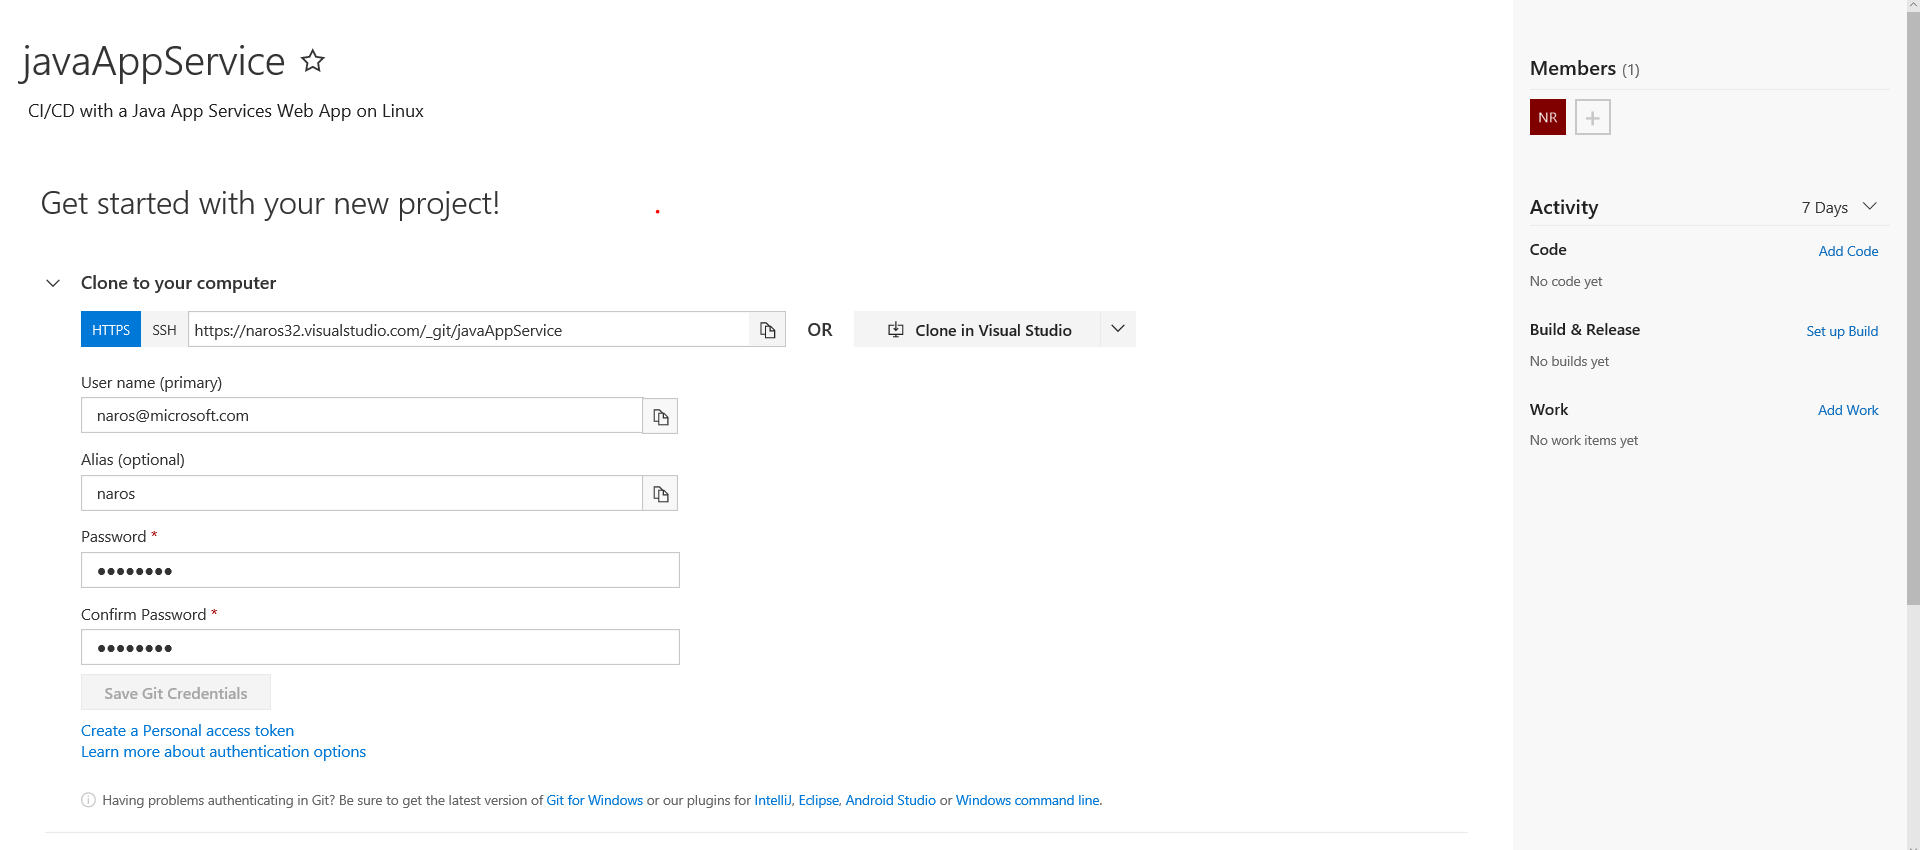 javaAppService
CI/CD with a Java App Services Web App on Linux
Get started with your new project!
Clone to your computer
HTTPS SSH https://naros32.visualstudio.com/_git/javaAppService OR Clone in Visual Studio
User name (primary)
naros@microsoft.com
Alias (optional)
naros
Password *
••••••••
Confirm Password *
••••••••
Save Git Credentials
Create a Personal access token
Learn more about authentication options
Having problems authenticating in Git? Be sure to get the latest version of Git for Windows or our plugins for IntelliJ, Eclipse, Android Studio or Windows command line.
Members (1)
NR
Activity 7 Days
Code Add Code
No code yet
Build & Release Set up Build
No builds yet
Work Add Work
No work items yet